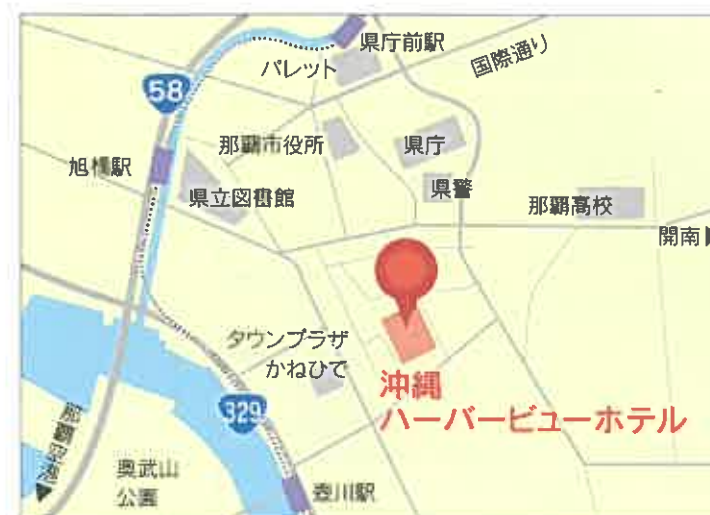 県庁前駅
パレット
国際通り
58
那覇市役所
県庁
旭橋駅
県立図書館
県警
那覇高校
開南
タウンプラザ
かねひで
沖縄
ハーバービューホテル
329
那覇空港
奥武山
公園
壺川駅